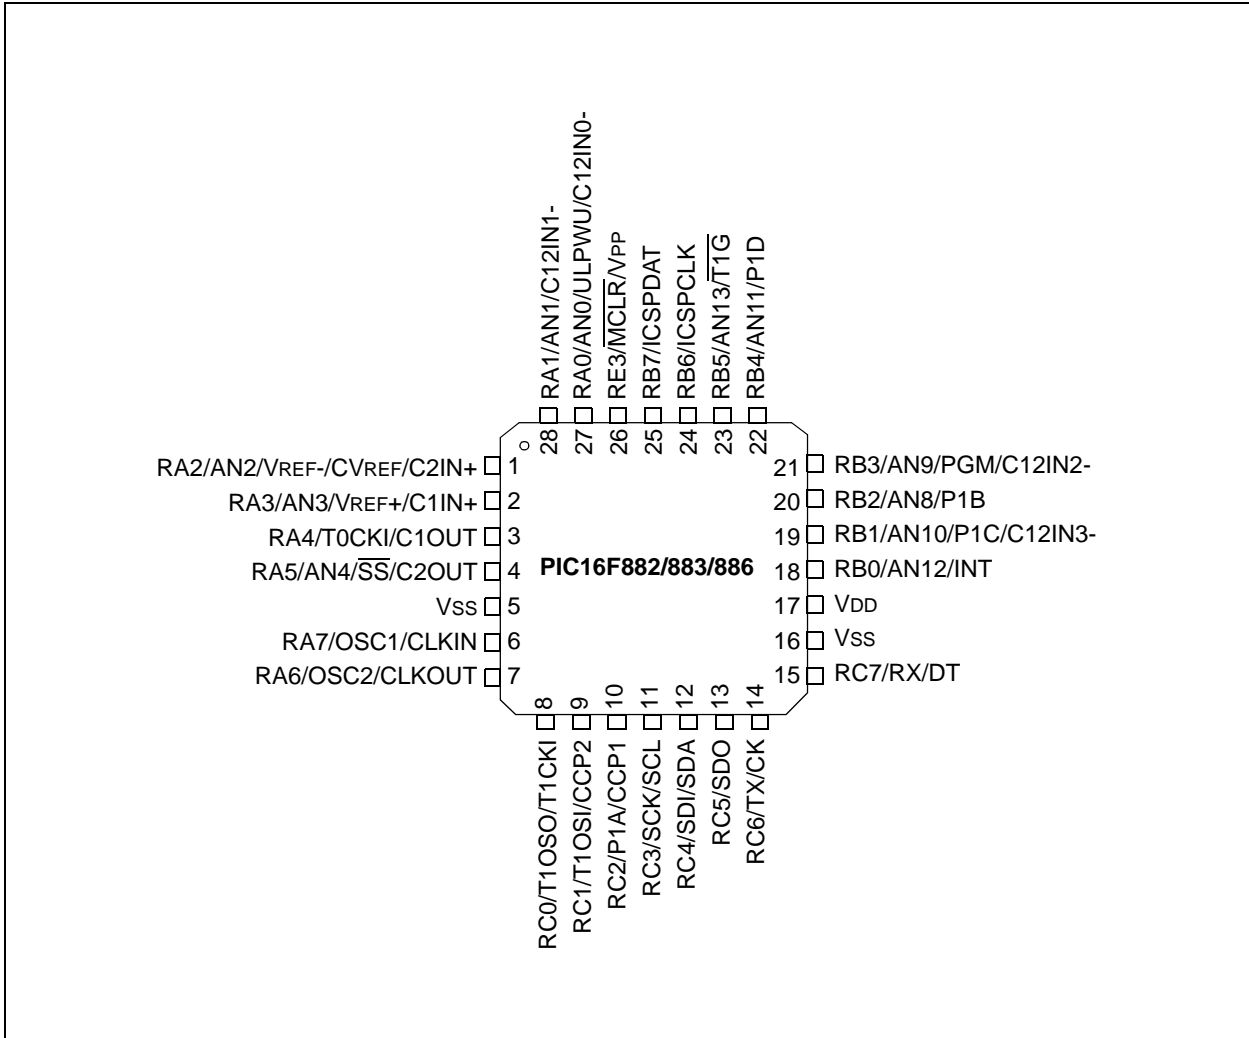 RA1/AN1/C12IN1-
RA0/AN0/ULPWU/C12IN0-
RE3/MCLR/VPP
RB7/ICSPDAT
RB6/ICSPCLK
RB5/AN13/T1G
RB4/AN11/P1D
28
27
26
25
24
23
22
RA2/AN2/VREF-/CVREF/C2IN+ 1
RA3/AN3/VREF+/C1IN+ 2
RA4/T0CKI/C1OUT 3
RA5/AN4/SS/C2OUT 4
VSS 5
RA7/OSC1/CLKIN 6
RA6/OSC2/CLKOUT 7
PIC16F882/883/886
21 RB3/AN9/PGM/C12IN2-
20 RB2/AN8/P1B
19 RB1/AN10/P1C/C12IN3-
18 RB0/AN12/INT
17 VDD
16 VSS
15 RC7/RX/DT
8
9
10
11
12
13
14
RC0/T1OSO/T1CKI
RC1/T1OSI/CCP2
RC2/P1A/CCP1
RC3/SCK/SCL
RC4/SDI/SDA
RC5/SDO
RC6/TX/CK